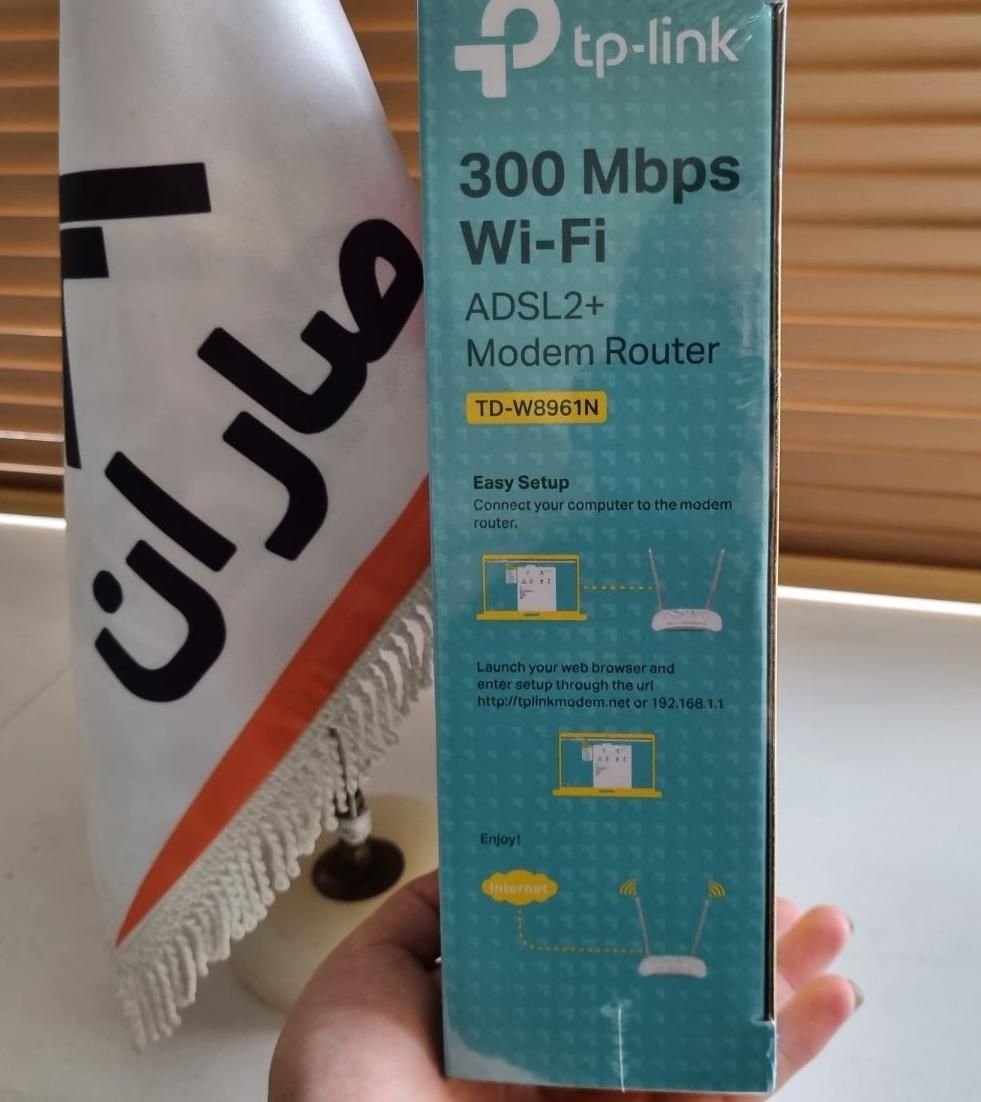 tp-link
300 Mbps
Wi-Fi
ADSL2+
Modem Router
TD-W8961N
Easy Setup
Connect your computer to the modem
router.
Launch your web browser and
enter setup through the url
http://tplinkmodem.net or 192.168.1.1
Enjoy!
Internet
صاران